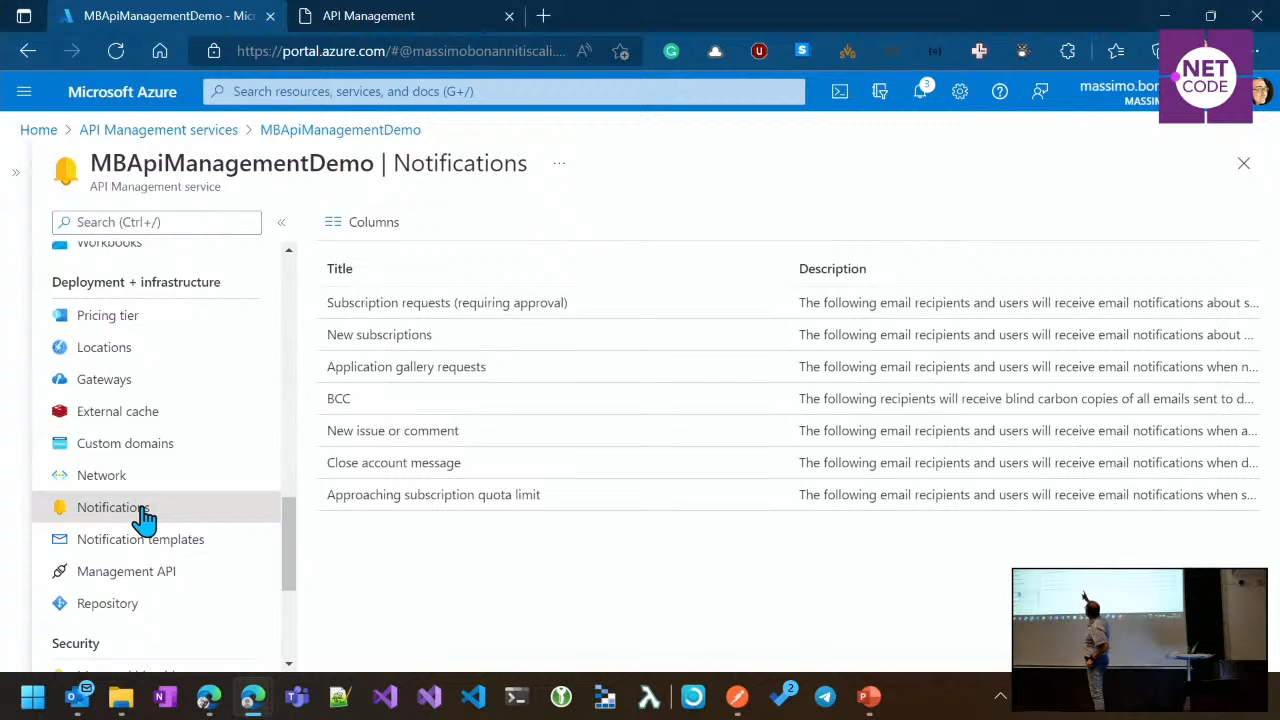 MBApiManagementDemo - Mic
API Management
https://portal.azure.com/#@massimobonannitiscali....
Microsoft Azure
Search resources, services, and docs (G+/)
3
massimo.bor
MASSIM
NET
CODE
Home > API Management services > MBApiManagementDemo
MBApiManagementDemo | Notifications ...
API Management service
Search (Ctrl+/)
Columns
Workbooks
Deployment + infrastructure
Pricing tier
Locations
Gateways
External cache
Custom domains
Network
Notifications
Notification templates
Management API
Repository
Security
Title Description
Subscription requests (requiring approval) The following email recipients and users will receive email notifications about s...
New subscriptions The following email recipients and users will receive email notifications about ...
Application gallery requests The following email recipients and users will receive email notifications when n...
BCC The following recipients will receive blind carbon copies of all emails sent to d...
New issue or comment The following email recipients and users will receive email notifications when a...
Close account message The following email recipients and users will receive email notifications when d...
Approaching subscription quota limit The following email recipients and users will receive email notifications when s...
2